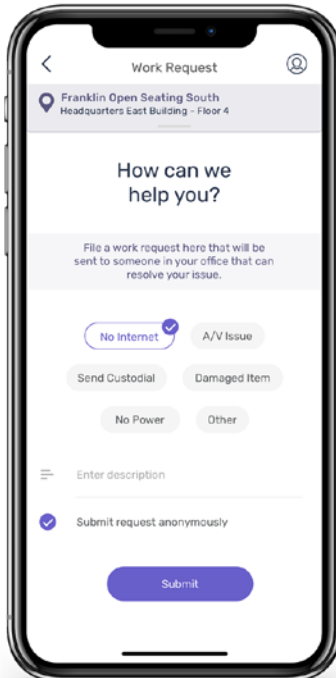 Work Request
Franklin Open Seating South
Headquarters East Building - Floor 4
How can we
help you?
File a work request here that will be
sent to someone in your office that can
resolve your issue.
No Internet
A/V Issue
Send Custodial
Damaged Item
No Power
Other
Enter description
Submit request anonymously
Submit